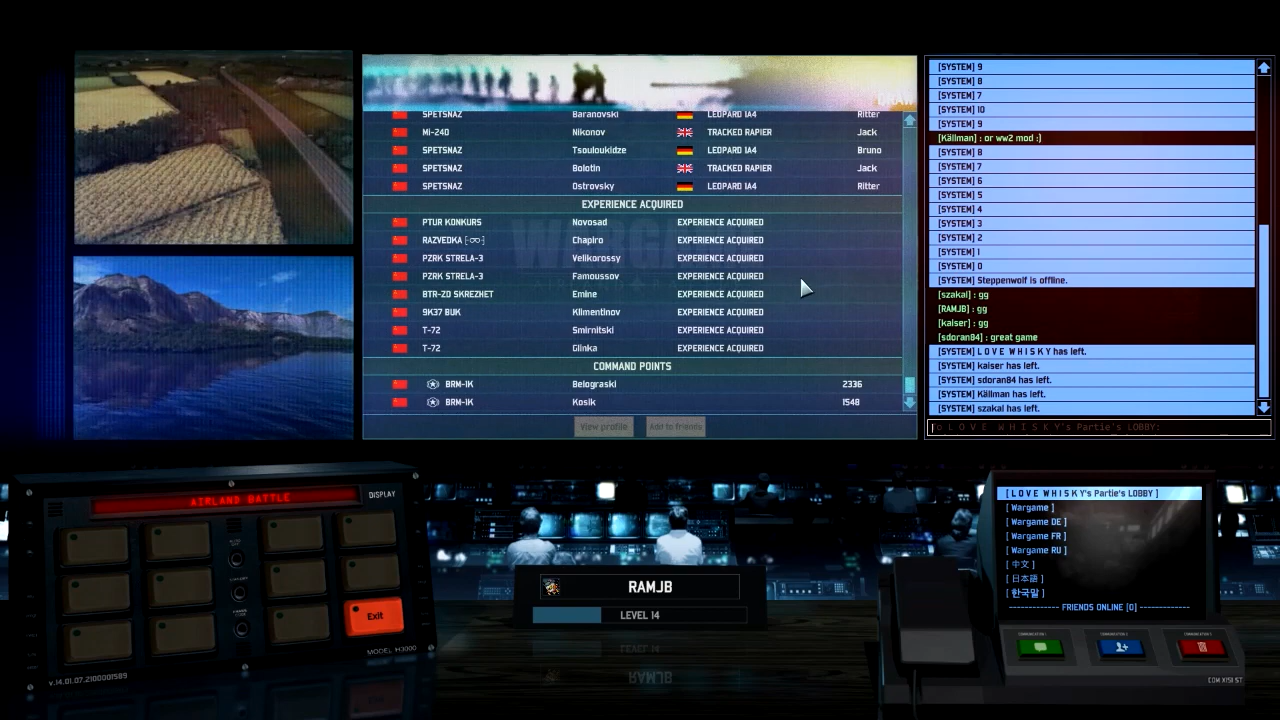 DRAW
SPETSNAZ Baranovski LEOPARD 1A4 Ritter
Mi-24D Nikonov TRACKED RAPIER Jack
SPETSNAZ Tsouloukidze LEOPARD 1A4 Bruno
SPETSNAZ Bolotin TRACKED RAPIER Jack
SPETSNAZ Ostrovsky LEOPARD 1A4 Ritter
EXPERIENCE ACQUIRED
PTUR KONKURS Novosad EXPERIENCE ACQUIRED
RAZVEDKA Chapiro EXPERIENCE ACQUIRED
PZRK STRELA-3 Velikorossy EXPERIENCE ACQUIRED
PZRK STRELA-3 Famoussov EXPERIENCE ACQUIRED
BTR-ZD SKREZHET Emine EXPERIENCE ACQUIRED
9K37 BUK Klimentinov EXPERIENCE ACQUIRED
T-72 Smirnitski EXPERIENCE ACQUIRED
T-72 Glinka EXPERIENCE ACQUIRED
COMMAND POINTS
BRM-1K Belograski 2336
BRM-1K Kosik 1548
View profile Add to friends
[SYSTEM] 9
[SYSTEM] 8
[SYSTEM] 7
[SYSTEM] 10
[SYSTEM] 9
[Källman] : or ww2 mod :)
[SYSTEM] 8
[SYSTEM] 7
[SYSTEM] 6
[SYSTEM] 5
[SYSTEM] 4
[SYSTEM] 3
[SYSTEM] 2
[SYSTEM] 1
[SYSTEM] 0
[SYSTEM] Steppenwolf is offline.
[szakal] : gg
[RAMJB] : gg
[kaiser] : gg
[sdoran84] : great game
[SYSTEM] L O V E W H I S K Y has left.
[SYSTEM] kaiser has left.
[SYSTEM] sdoran84 has left.
[SYSTEM] Källman has left.
[SYSTEM] szakal has left.
To L O V E W H I S K Y's Partie's LOBBY:
AIRLAND BATTLE
DISPLAY
Exit
MODEL H3000
v.14.01.07.2100001589
RAMJB
LEVEL 14
[ L O V E W H I S K Y's Partie's LOBBY ]
[ Wargame ]
[ Wargame DE ]
[ Wargame FR ]
[ Wargame RU ]
[ 中文 ]
[ 日本語 ]
[ 한국말 ]
------------- FRIENDS ONLINE [0] -------------
COM X151 ST